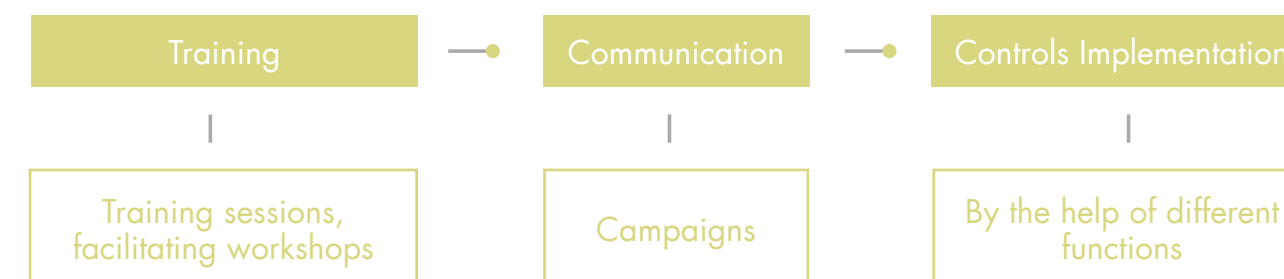 Training
Communication
Controls Implementation
Training sessions,
facilitating workshops
Campaigns
By the help of different
functions